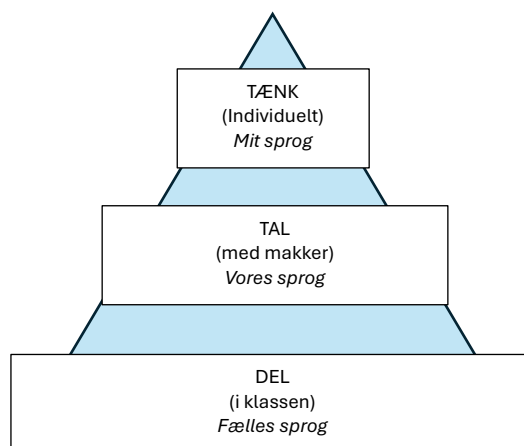 TÆNK
(Individuelt)
Mit sprog
TAL
(med makker)
Vores sprog
DEL
(i klassen)
Fælles sprog